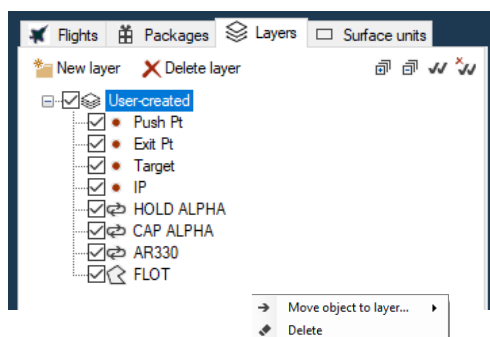 Flights Packages Layers Surface units
New layer Delete layer
User-created
Push Pt
Exit Pt
Target
IP
HOLD ALPHA
CAP ALPHA
AR330
FLOT
Move object to layer...
Delete